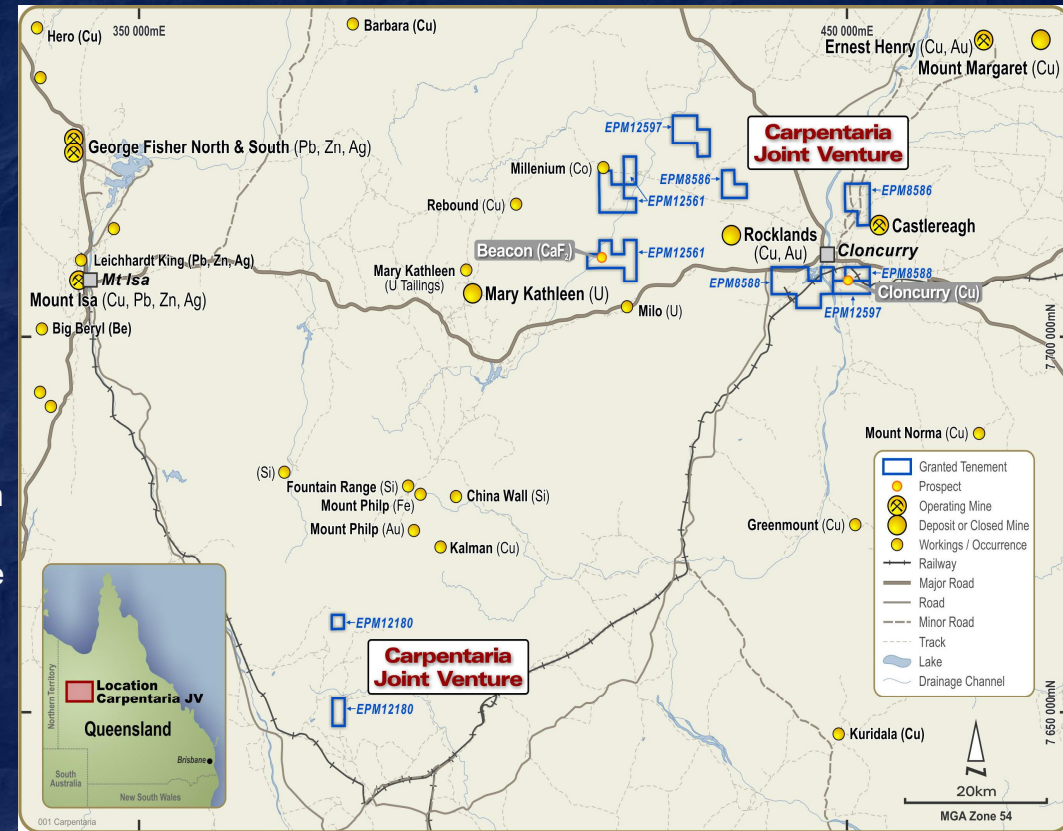 350 000mE
450 000mE
Hero (Cu)
Barbara (Cu)
Ernest Henry (Cu, Au)
Mount Margaret (Cu)
George Fisher North & South (Pb, Zn, Ag)
EPM12597
Carpentaria
Joint Venture
Millenium (Co)
EPM8586
EPM12561
EPM8586
Rebound (Cu)
Castlereagh
Rocklands
(Cu, Au)
Cloncurry
Beacon (CaF2)
EPM12561
Leichhardt King (Pb, Zn, Ag)
Mt Isa
Mount Isa (Cu, Pb, Zn, Ag)
Mary Kathleen
(U Tailings)
Mary Kathleen (U)
EPM8588
EPM8588
Cloncurry (Cu)
EPM12597
Milo (U)
Big Beryl (Be)
7 700 000mN
Mount Norma (Cu)
(Si)
Fountain Range (Si)
Mount Philp (Fe)
China Wall (Si)
Mount Philp (Au)
Kalman (Cu)
Greenmount (Cu)
Granted Tenement
Prospect
Operating Mine
Deposit or Closed Mine
Workings / Occurrence
Railway
Major Road
Road
Minor Road
Track
Lake
Drainage Channel
EPM12180
Carpentaria
Joint Venture
EPM12180
Kuridala (Cu)
7 650 000mN
Northern Territory
Location
Carpentaria JV
Queensland
Brisbane
South
Australia
New South Wales
N
20km
MGA Zone 54
001 Carpentaria